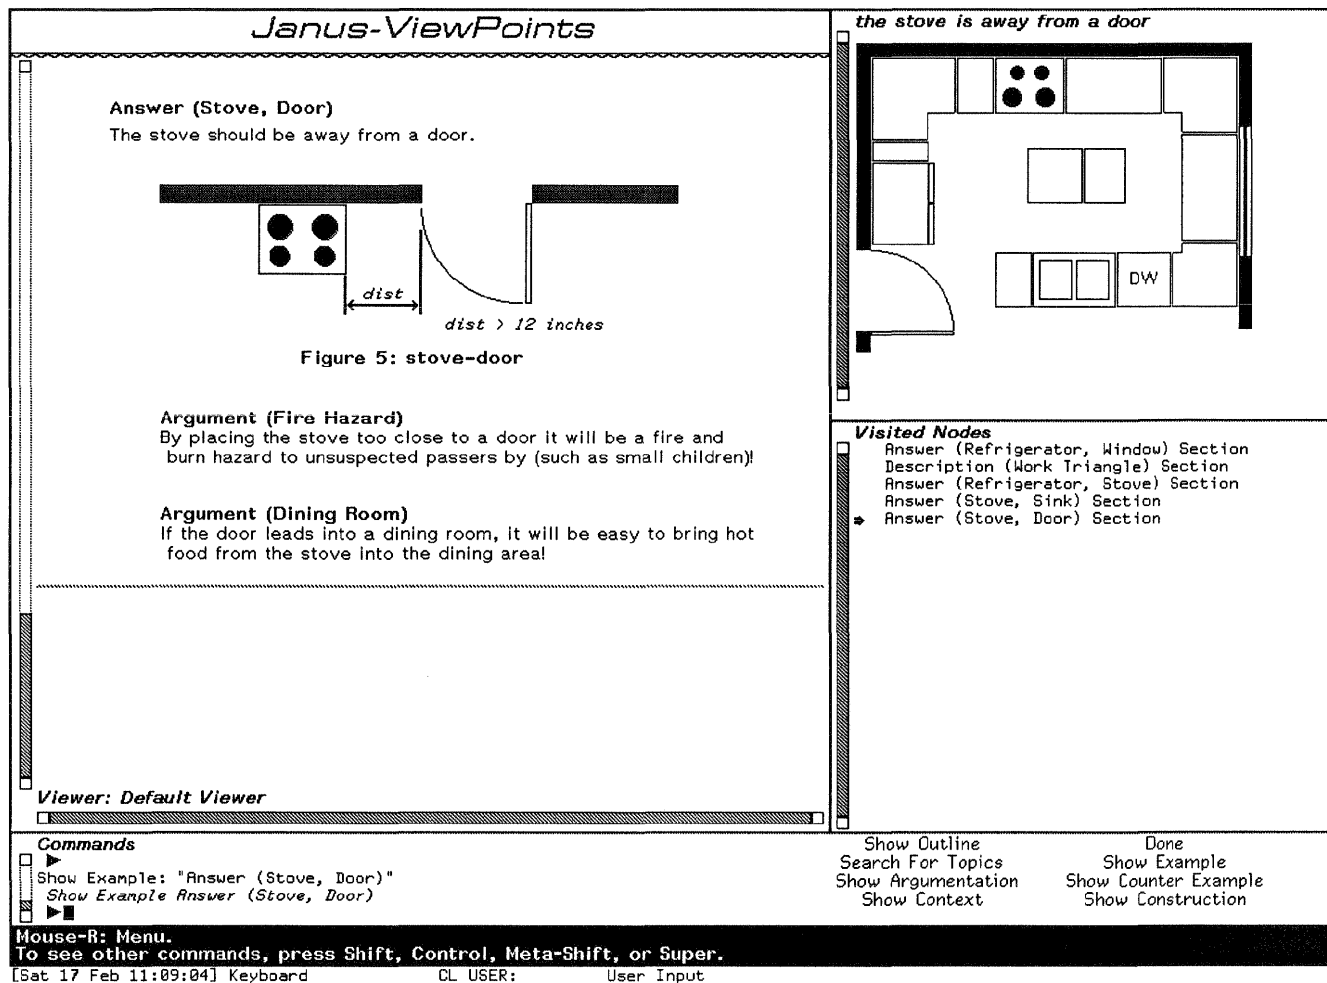 Janus-ViewPoints
Answer (Stove, Door)
The stove should be away from a door.
dist
dist > 12 inches
Figure 5: stove-door
Argument (Fire Hazard)
By placing the stove too close to a door it will be a fire and
burn hazard to unsuspected passers by (such as small children)!
Argument (Dining Room)
If the door leads into a dining room, it will be easy to bring hot
food from the stove into the dining area!
Viewer: Default Viewer
the stove is away from a door
DW
Visited Nodes
Answer (Refrigerator, Window) Section
Description (Work Triangle) Section
Answer (Refrigerator, Stove) Section
Answer (Stove, Sink) Section
Answer (Stove, Door) Section
Commands
Show Example: "Answer (Stove, Door)"
Show Example Answer (Stove, Door)
Show Outline Done
Search For Topics Show Example
Show Argumentation Show Counter Example
Show Context Show Construction
Mouse-R: Menu.
To see other commands, press Shift, Control, Meta-Shift, or Super.
[Sat 17 Feb 11:09:04] Keyboard CL USER: User Input